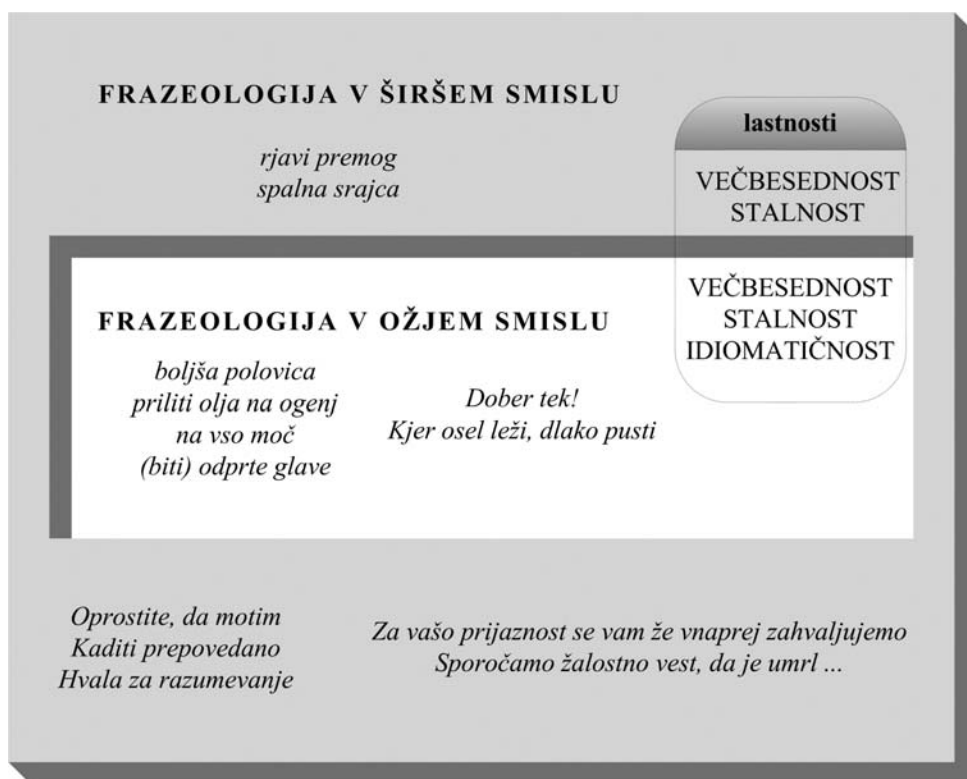 FRAZEOLOGIJA V ŠIRŠEM SMISLU
rjavi premog
spalna srajca
lastnosti
VEČBESEDNOST
STALNOST
VEČBESEDNOST
STALNOST
IDIOMATIČNOST
FRAZEOLOGIJA V OŽJEM SMISLU
boljša polovica
priliti olja na ogenj
na vso moč
(biti) odprte glave
Dober tek!
Kjer osel leži, dlako pusti
Oprostite, da motim
Kaditi prepovedano
Hvala za razumevanje
Za vašo prijaznost se vam že vnaprej zahvaljujemo
Sporočamo žalostno vest, da je umrl ...